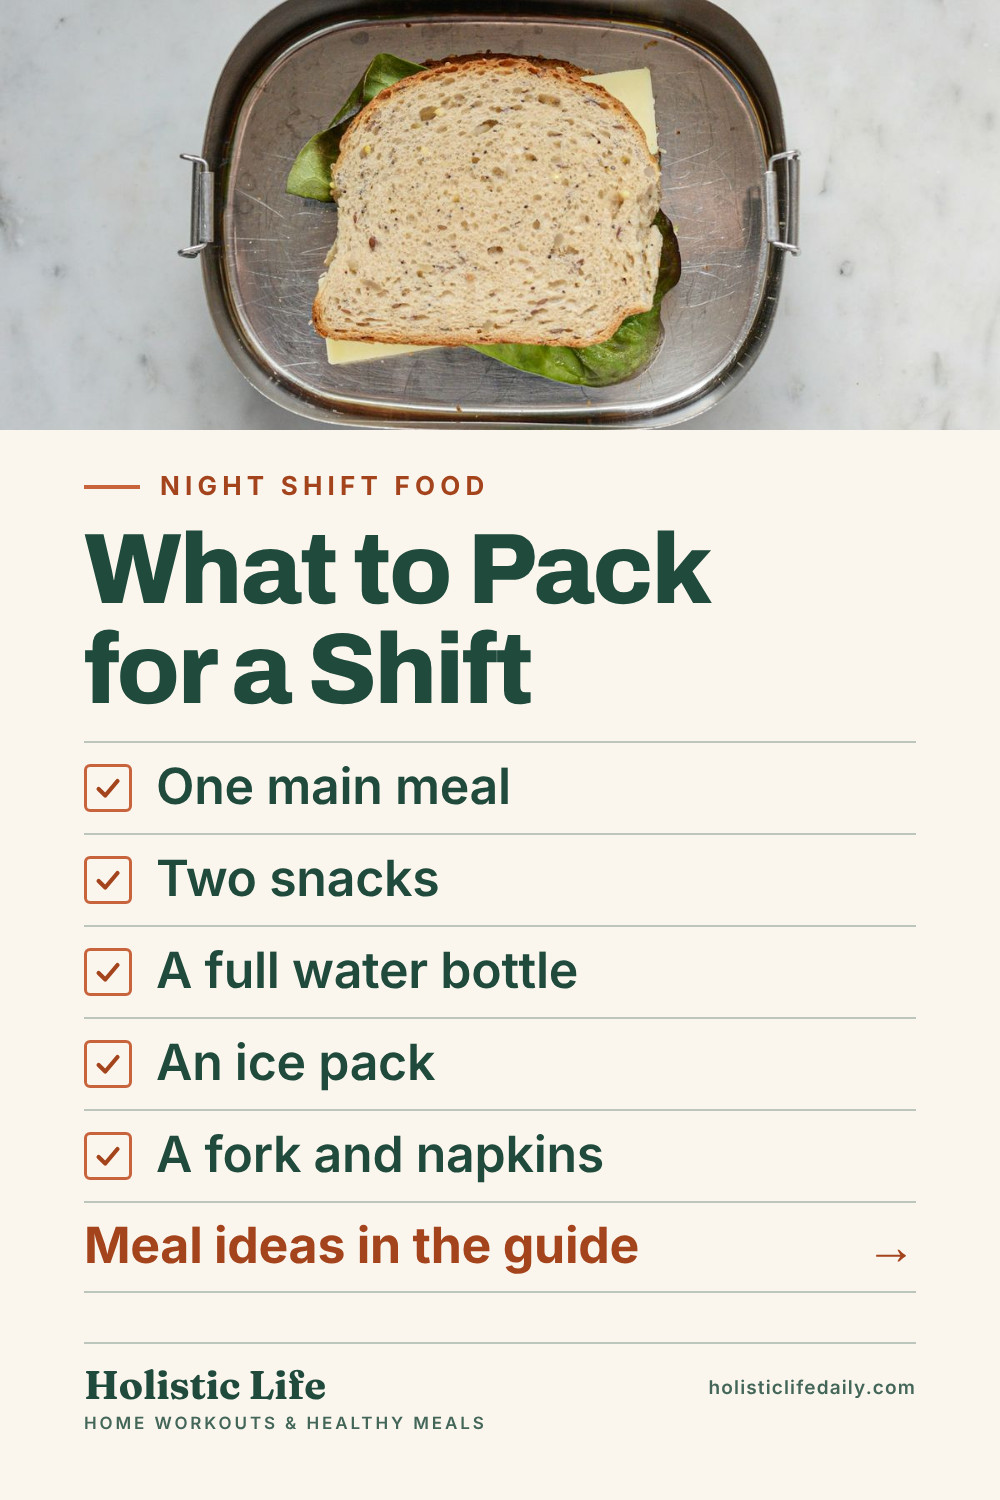 NIGHT SHIFT FOOD
What to Pack
for a Shift
One main meal
Two snacks
A full water bottle
An ice pack
A fork and napkins
Meal ideas in the guide →
Holistic Life
holisticlifedaily.com
HOME WORKOUTS & HEALTHY MEALS